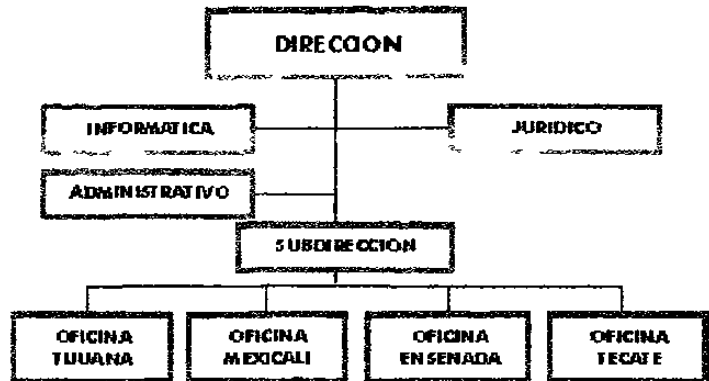 DIRECCION
INFORMATICA
JURIDICO
ADMINISTRATIVO
SUBDIRECCION
OFICINA
TIJUANA
OFICINA
MEXICALI
OFICINA
ENSENADA
OFICINA
TECATE